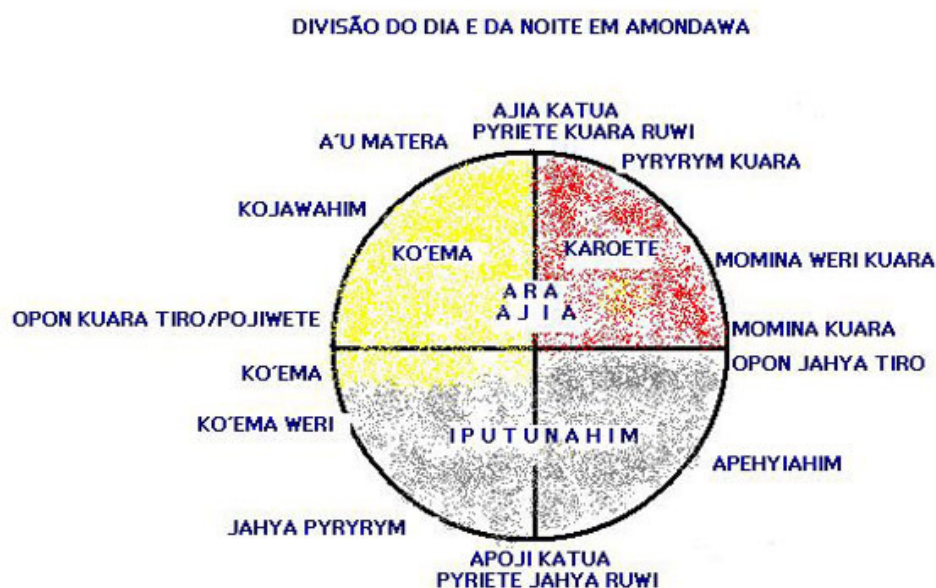 DIVISÃO DO DIA E DA NOITE EM AMONDAWA
AJIA KATUA
PYRIETE KUARA RUWI
A'U MATERA
PYRYRYM KUARA
KOJAWAHIM
KO'EMA
KAROETE
MOMINA WERI KUARA
ARA
AJIA
OPON KUARA TIRO/POJIWETE
MOMINA KUARA
OPON JAHYA TIRO
KO'EMA
KO'EMA WERI
IPUTUNAHIM
APEHYIAHIM
JAHYA PYRYRYM
APOJI KATUA
PYRIETE JAHYA RUWI